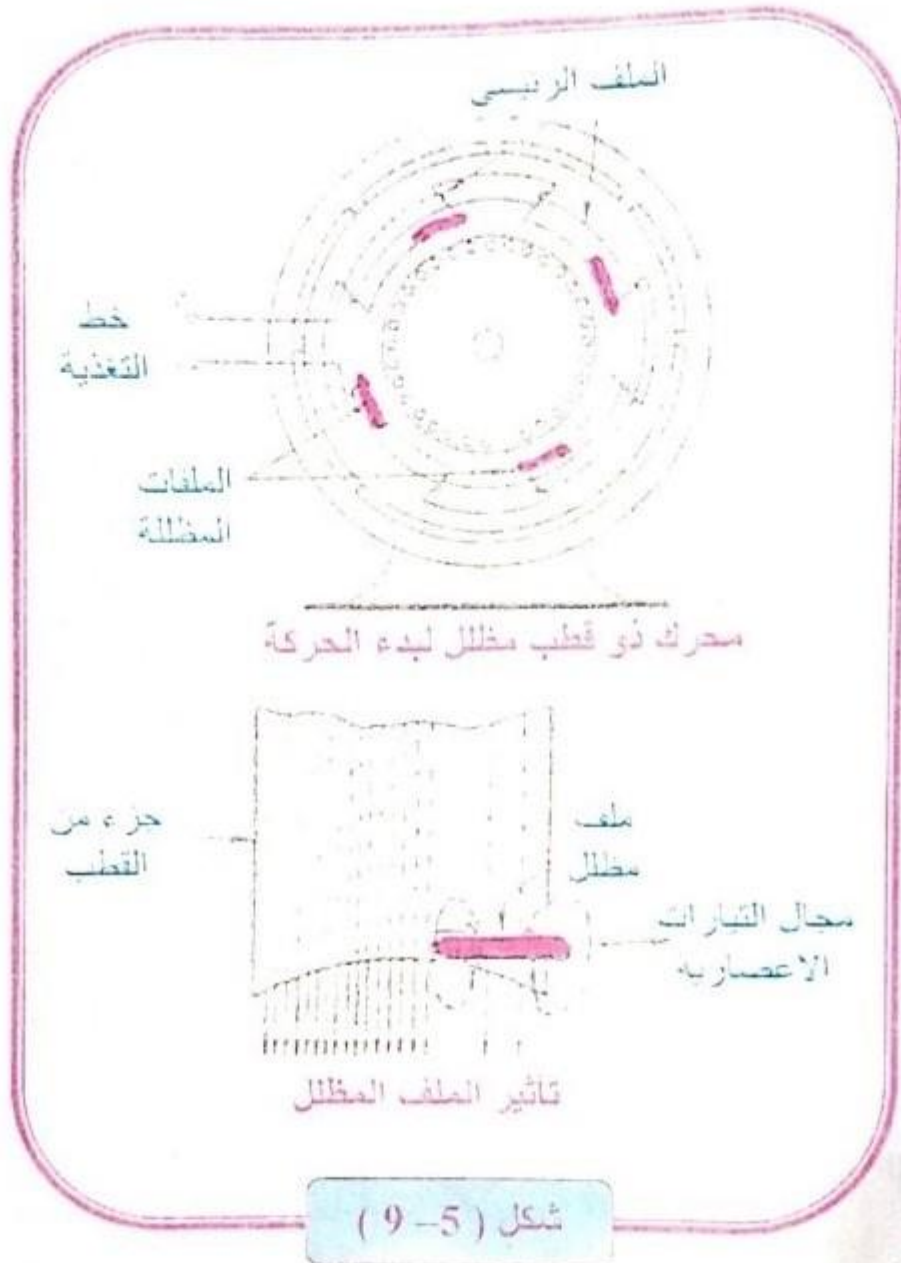 الملف الرئيسي
خط
التغذية
الملفات
المظللة
محرك ذو قطب مظلل لبدء الحركة
جزء من
القطب
ملف
مظلل
مجال التيارات
الاعصاريه
تأثير الملف المظلل
شكل ( 5 – 9 )